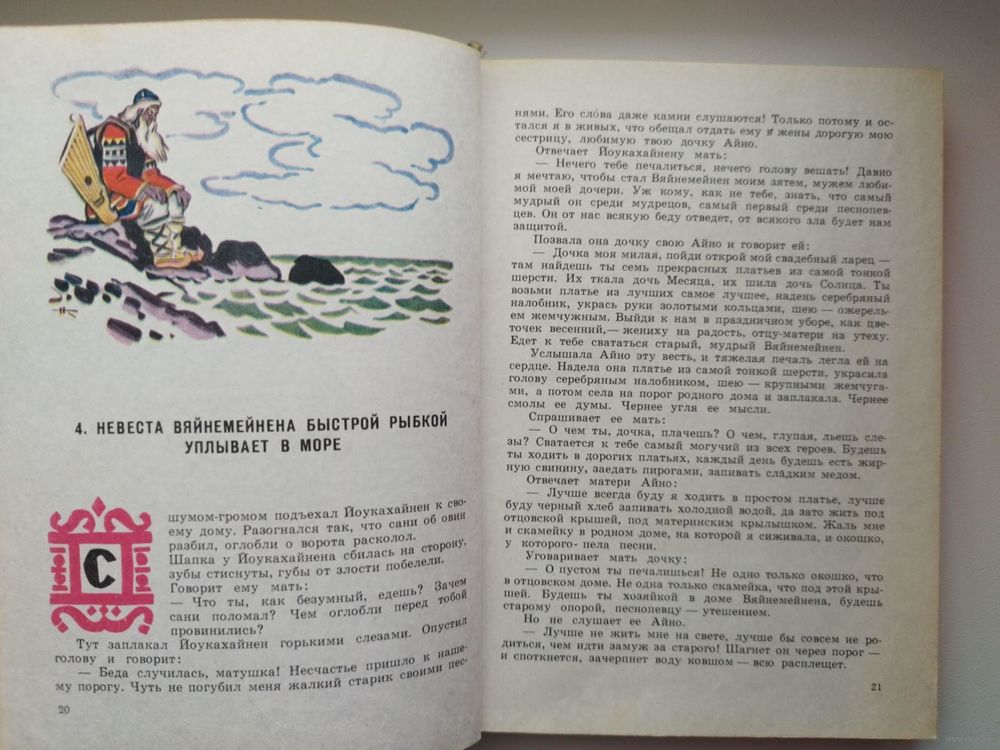 4. НЕВЕСТА ВЯЙНЕМЕЙНЕНА БЫСТРОЙ РЫБКОЙ
УПЛЫВАЕТ В МОРЕ
С
шумом-громом подъехал Йоукахайнен к сво-
ему дому. Разогнался так, что сани об овин
разбил, оглобли о ворота расколол.
Шапка у Йоукахайнена сбилась на сторону,
зубы стиснуты, губы от злости побелели.
Говорит ему мать:
— Что ты, как безумный, едешь? Зачем
сани поломал? Чем оглобли перед тобой
провинились?
Тут заплакал Йоукахайнен горькими слезами. Опустил
голову и говорит:
— Беда случилась, матушка! Несчастье пришло к наше-
му порогу. Чуть не погубил меня жалкий старик своими пес-
20
нями. Его сло́ва даже камни слушаются! Только потому и ос-
тался я в живых, что обещал отдать ему в жены дорогую мою
сестрицу, любимую твою дочку Айно.
Отвечает Йоукахайнену мать:
— Нечего тебе печалиться, нечего голову вешать! Давно
я мечтаю, чтобы стал Вяйнемейнен моим зятем, мужем люби-
мой моей дочери. Уж кому, как не тебе, знать, что самый
мудрый он среди мудрецов, самый первый среди песнопев-
цев. Он от нас всякую беду отведет, от всякого зла будет нам
защитой.
Позвала она дочку свою Айно и говорит ей:
— Дочка моя милая, пойди открой мой свадебный ларец —
там найдешь ты семь прекрасных платьев из самой тонкой
шерсти. Их ткала дочь Месяца, их шила дочь Солнца. Ты
возьми платье из лучших самое лучшее, надень серебряный
налобник, укрась руки золотыми кольцами, шею — ожерель-
ем жемчужным. Выйди к нам в праздничном уборе, как цве-
точек весенний,— жениху на радость, отцу-матери на утеху.
Едет к тебе свататься старый, мудрый Вяйнемейнен.
Услышала Айно эту весть, и тяжелая печаль легла ей на
сердце. Надела она платье из самой тонкой шерсти, украсила
голову серебряным налобником, шею — крупными жемчуга-
ми, а потом села на порог родного дома и заплакала. Чернее
смолы ее думы. Чернее угля ее мысли.
Спрашивает ее мать:
— О чем ты, дочка, плачешь? О чем, глупая, льешь сле-
зы? Сватается к тебе самый могучий из всех героев. Будешь
ты ходить в дорогих платьях, каждый день будешь есть жир-
ную свинину, заедать пирогами, запивать сладким медом.
Отвечает матери Айно:
— Лучше всегда буду я ходить в простом платье, лучше
буду черный хлеб запивать холодной водой, да зато жить под
отцовской крышей, под материнским крылышком. Жаль мне
и скамейку в родном доме, на которой я сиживала, и окошко,
у которого пела песни.
Уговаривает мать дочку:
— О пустом ты печалишься! Не одно только окошко, что
в отцовском доме. Не одна только скамейка, что под этой кры-
шей. Будешь ты хозяйкой в доме Вяйнемейнена, будешь
старому опорой, песнопевцу — утешением.
Но не слушает ее Айно.
— Лучше не жить мне на свете, лучше бы совсем не ро-
диться, чем идти замуж за старого! Шагнет он через порог —
и споткнется, зачерпнет воду ковшом — всю расплещет.
21